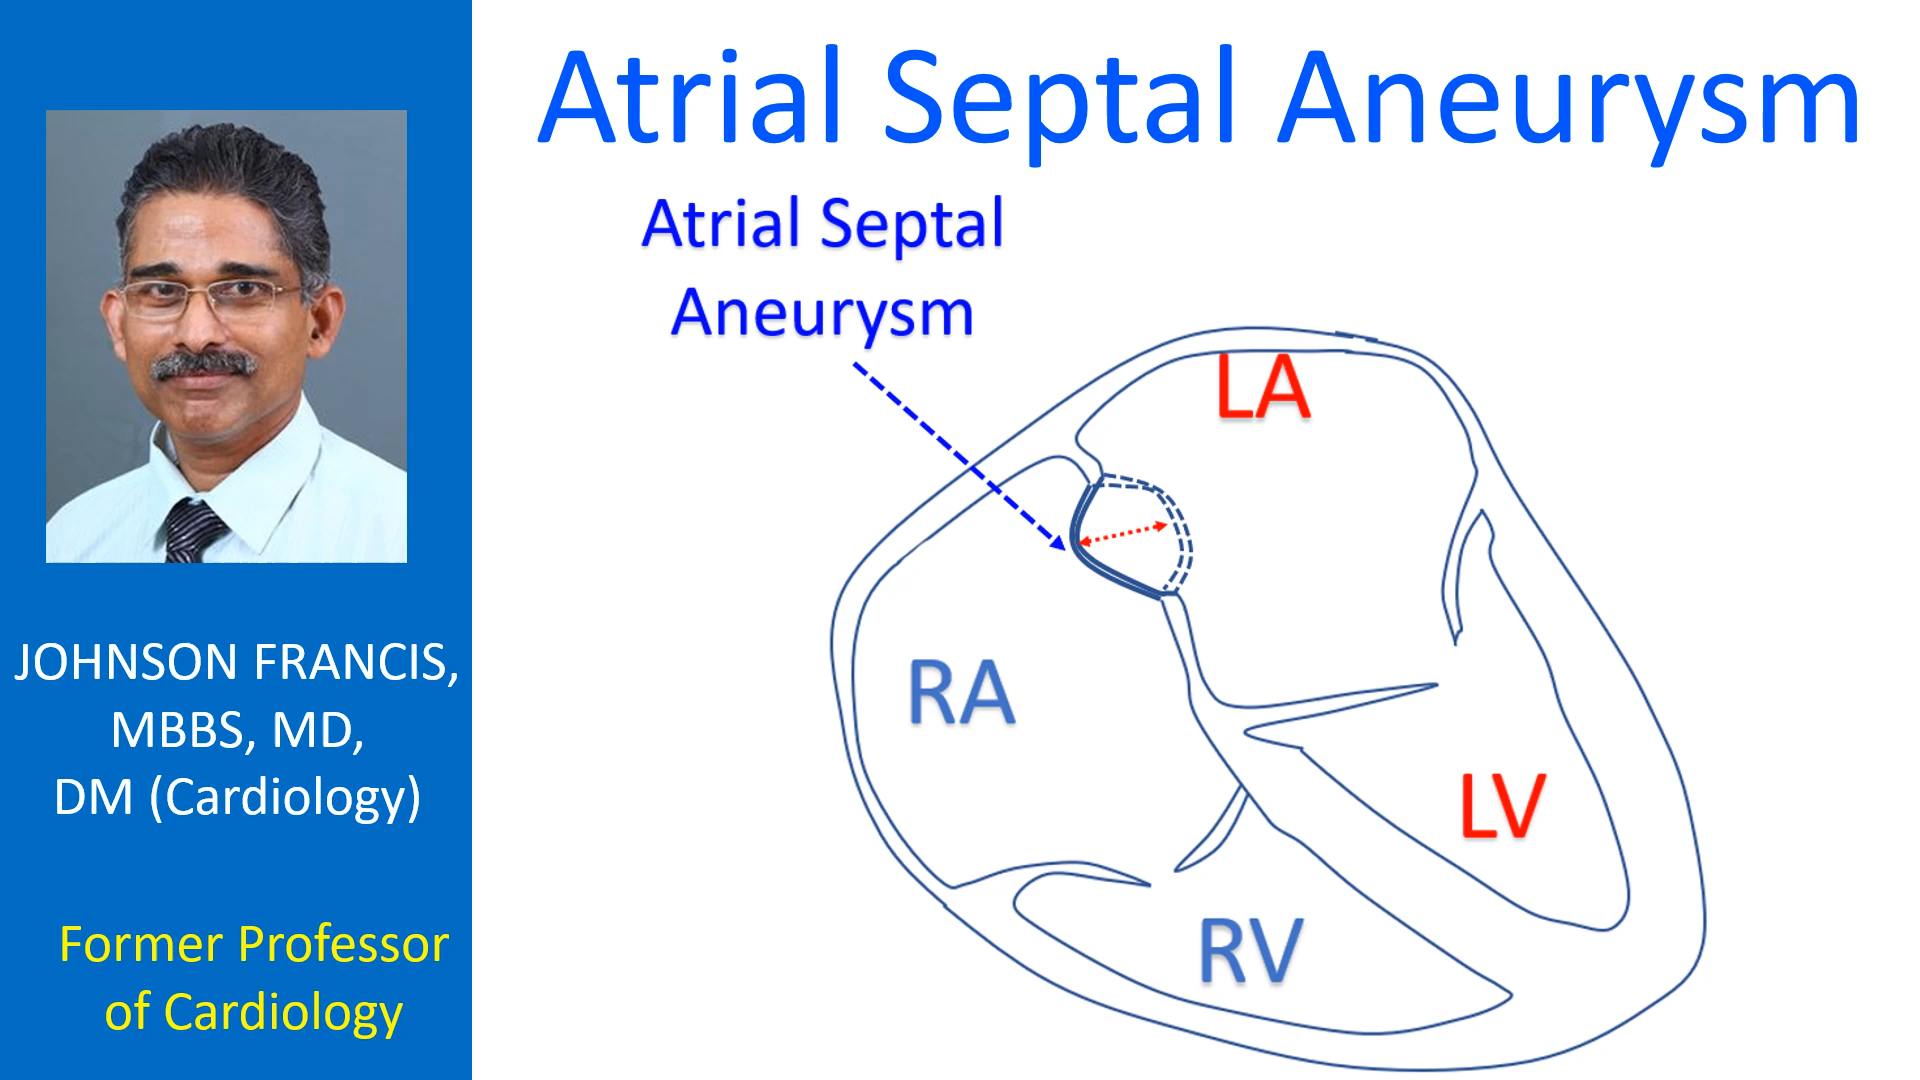 Atrial Septal Aneurysm
Atrial Septal
Aneurysm
LA
RA
LV
RV
JOHNSON FRANCIS,
MBBS, MD,
DM (Cardiology)
Former Professor
of Cardiology